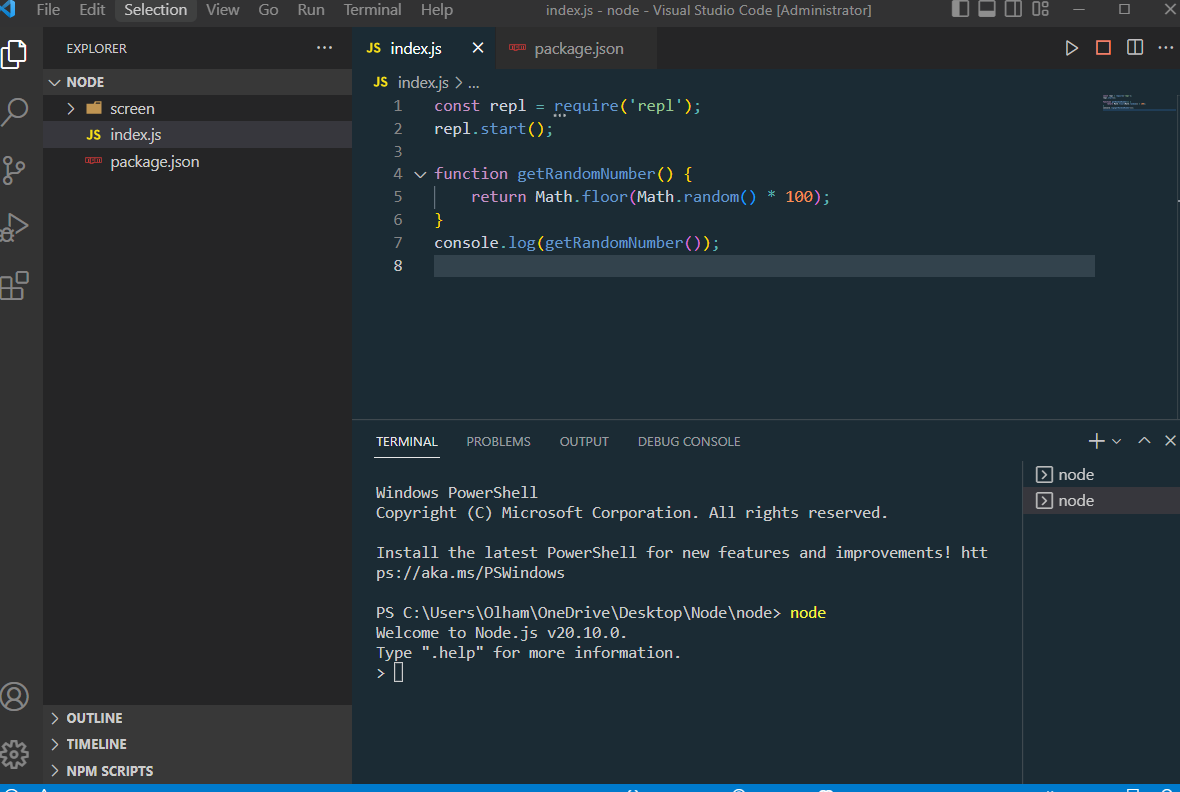 File Edit Selection View Go Run Terminal Help index.js - node - Visual Studio Code [Administrator]
EXPLORER ...
JS index.js package.json
NODE
JS index.js > ...
screen
JS index.js
package.json
1 const repl = require('repl');
2 repl.start();
3
4 function getRandomNumber() {
5 return Math.floor(Math.random() * 100);
6 }
7 console.log(getRandomNumber());
8
TERMINAL PROBLEMS OUTPUT DEBUG CONSOLE
node
node
Windows PowerShell
Copyright (C) Microsoft Corporation. All rights reserved.
Install the latest PowerShell for new features and improvements! htt
ps://aka.ms/PSWindows
PS C:\Users\Olham\OneDrive\Desktop\Node\node> node
Welcome to Node.js v20.10.0.
Type ".help" for more information.
>
OUTLINE
TIMELINE
NPM SCRIPTS